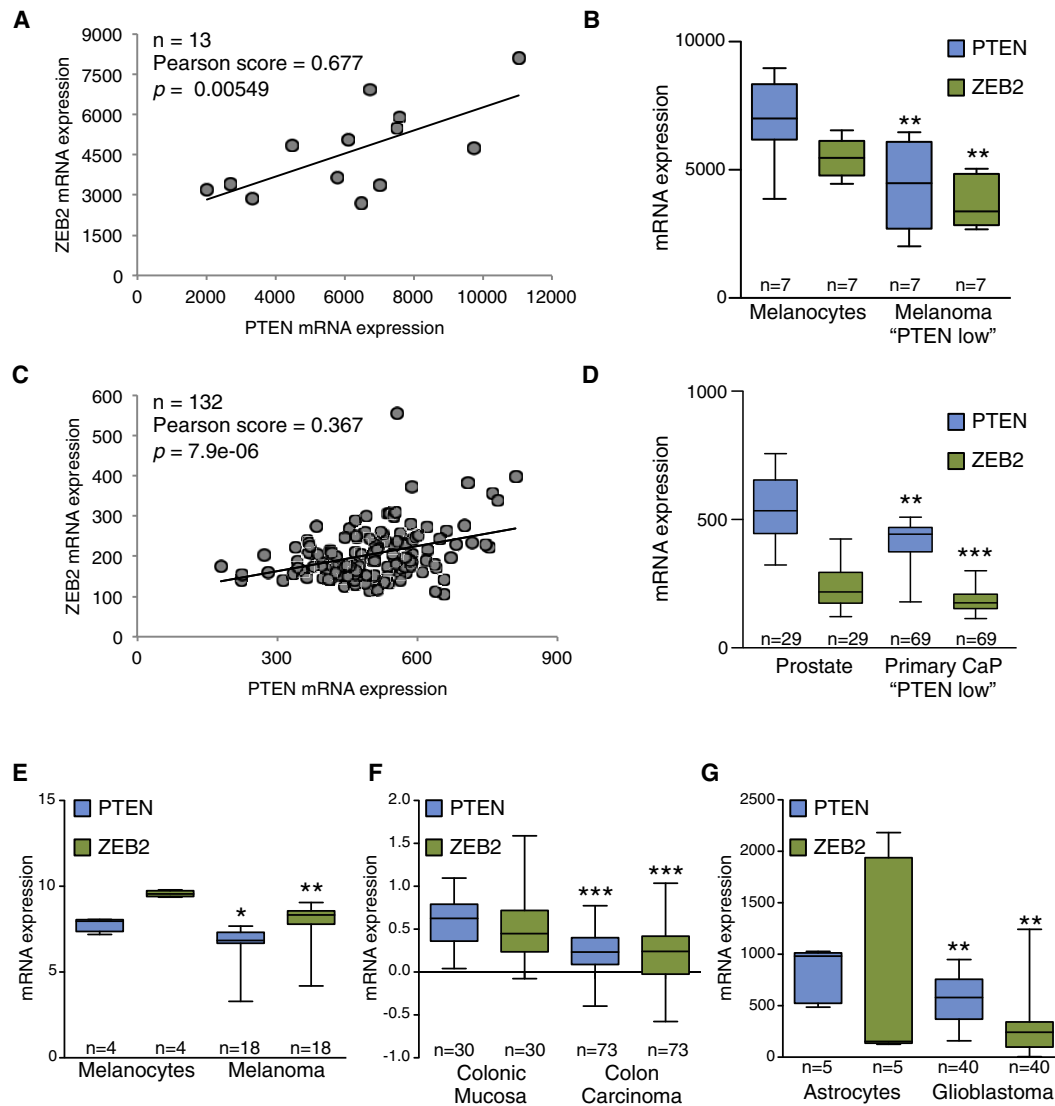 A
n = 13
Pearson score = 0.677
p = 0.00549
ZEB2 mRNA expression
9000
7500
6000
4500
3000
1500
0
0 2000 4000 6000 8000 10000 12000
PTEN mRNA expression
B
mRNA expression
10000
5000
0
PTEN
ZEB2
**
**
n=7 n=7 n=7 n=7
Melanocytes Melanoma
“PTEN low”
C
n = 132
Pearson score = 0.367
p = 7.9e-06
ZEB2 mRNA expression
600
500
400
300
200
100
0
0 300 600 900
PTEN mRNA expression
D
mRNA expression
1000
500
0
PTEN
ZEB2
**
***
n=29 n=29 n=69 n=69
Prostate Primary CaP
“PTEN low”
E
mRNA expression
15
10
5
0
PTEN
ZEB2
*
**
n=4 n=4 n=18 n=18
Melanocytes Melanoma
F
mRNA expression
2.0
1.5
1.0
0.5
0.0
-0.5
-1.0
PTEN
ZEB2
***
***
n=30 n=30 n=73 n=73
Colonic Colon
Mucosa Carcinoma
G
mRNA expression
2500
2000
1500
1000
500
0
PTEN
ZEB2
**
**
n=5 n=5 n=40 n=40
Astrocytes Glioblastoma